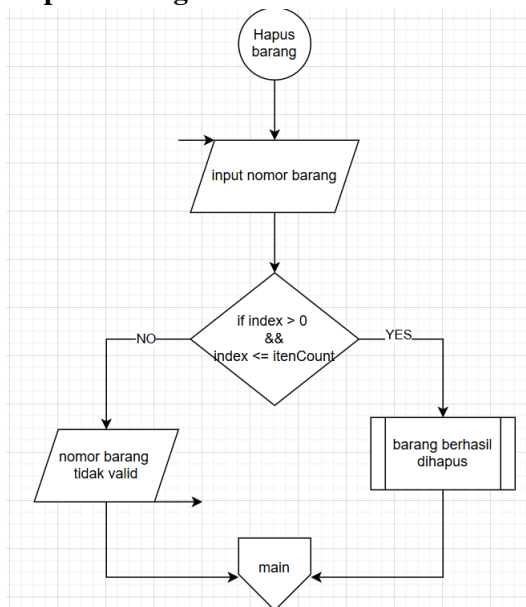 Hapus
barang
input nomor barang
if index > 0
&&
index <= itenCount
NO
YES
nomor barang
tidak valid
barang berhasil
dihapus
main